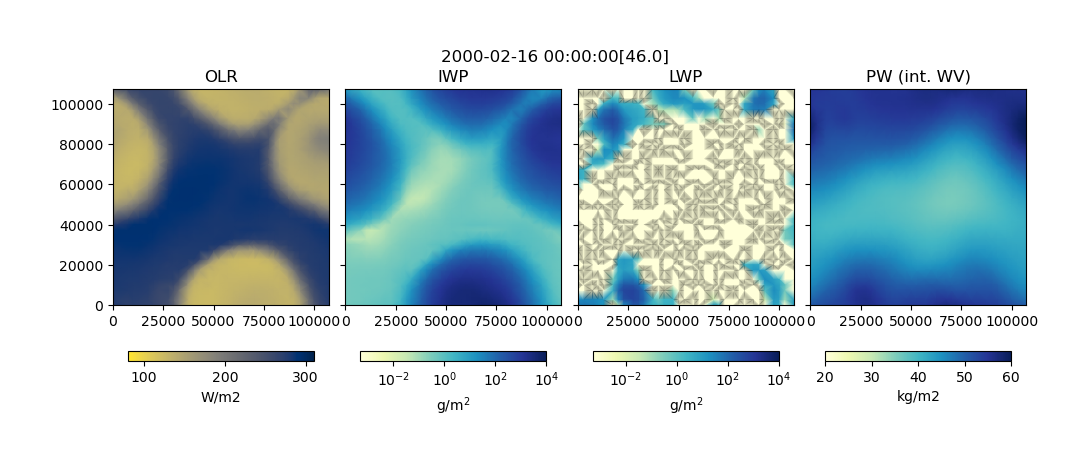 2000-02-16 00:00:00[46.0]
OLR
IWP
LWP
PW (int. WV)
100000
80000
60000
40000
20000
0
0 25000 50000 75000 100000
0 25000 50000 75000 100000
0 25000 50000 75000 100000
0 25000 50000 75000 100000
100 200 300
W/m2
10⁻² 10⁰ 10² 10⁴
g/m²
10⁻² 10⁰ 10² 10⁴
g/m²
20 30 40 50 60
kg/m2